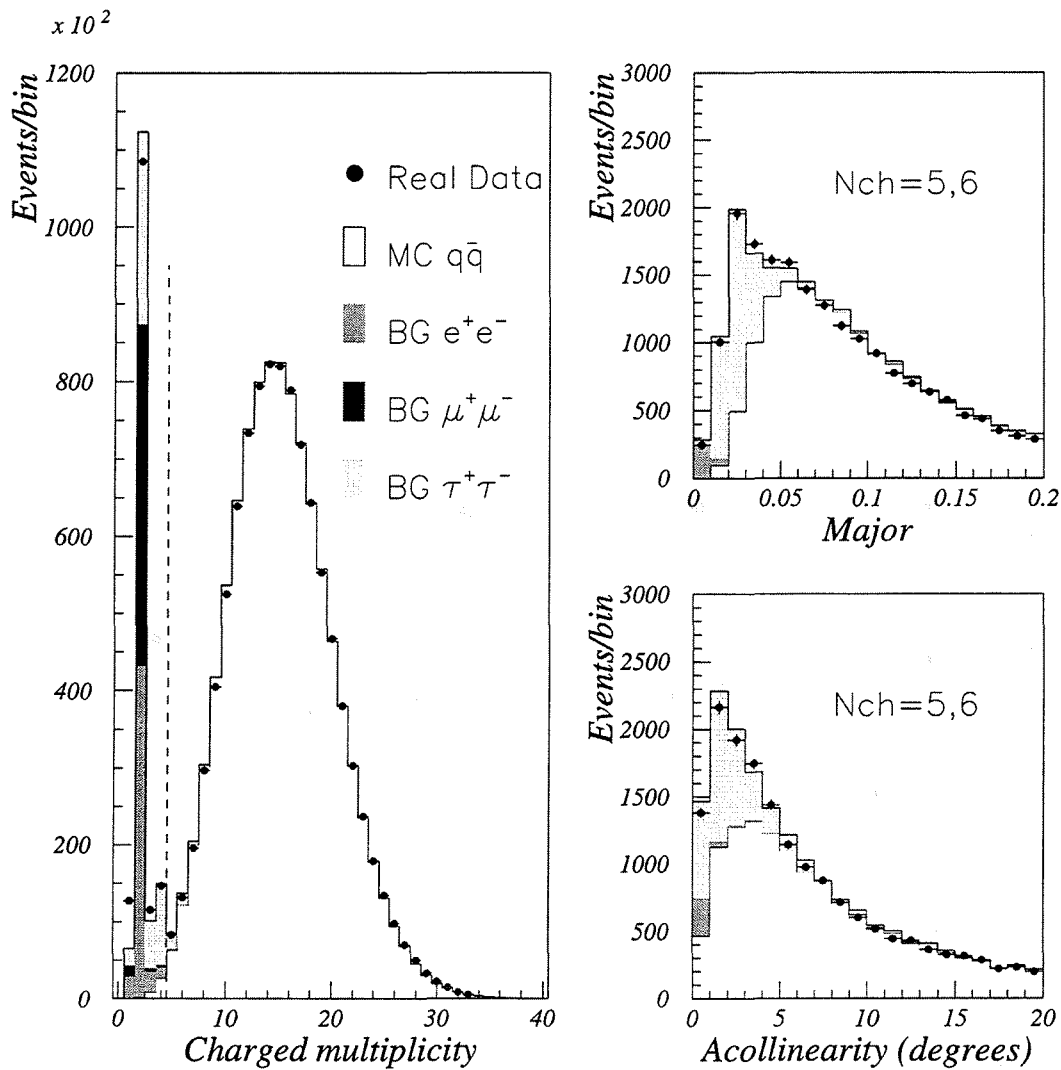 x 10²
Events/bin
1200
1000
800
600
400
200
0
0 10 20 30 40
Charged multiplicity
Real Data
MC qq̄
BG e⁺e⁻
BG μ⁺μ⁻
BG τ⁺τ⁻
Events/bin
3000
2500
2000
1500
1000
500
0
Nch=5,6
0 0.05 0.1 0.15 0.2
Major
Events/bin
3000
2500
2000
1500
1000
500
0
Nch=5,6
0 5 10 15 20
Acollinearity (degrees)